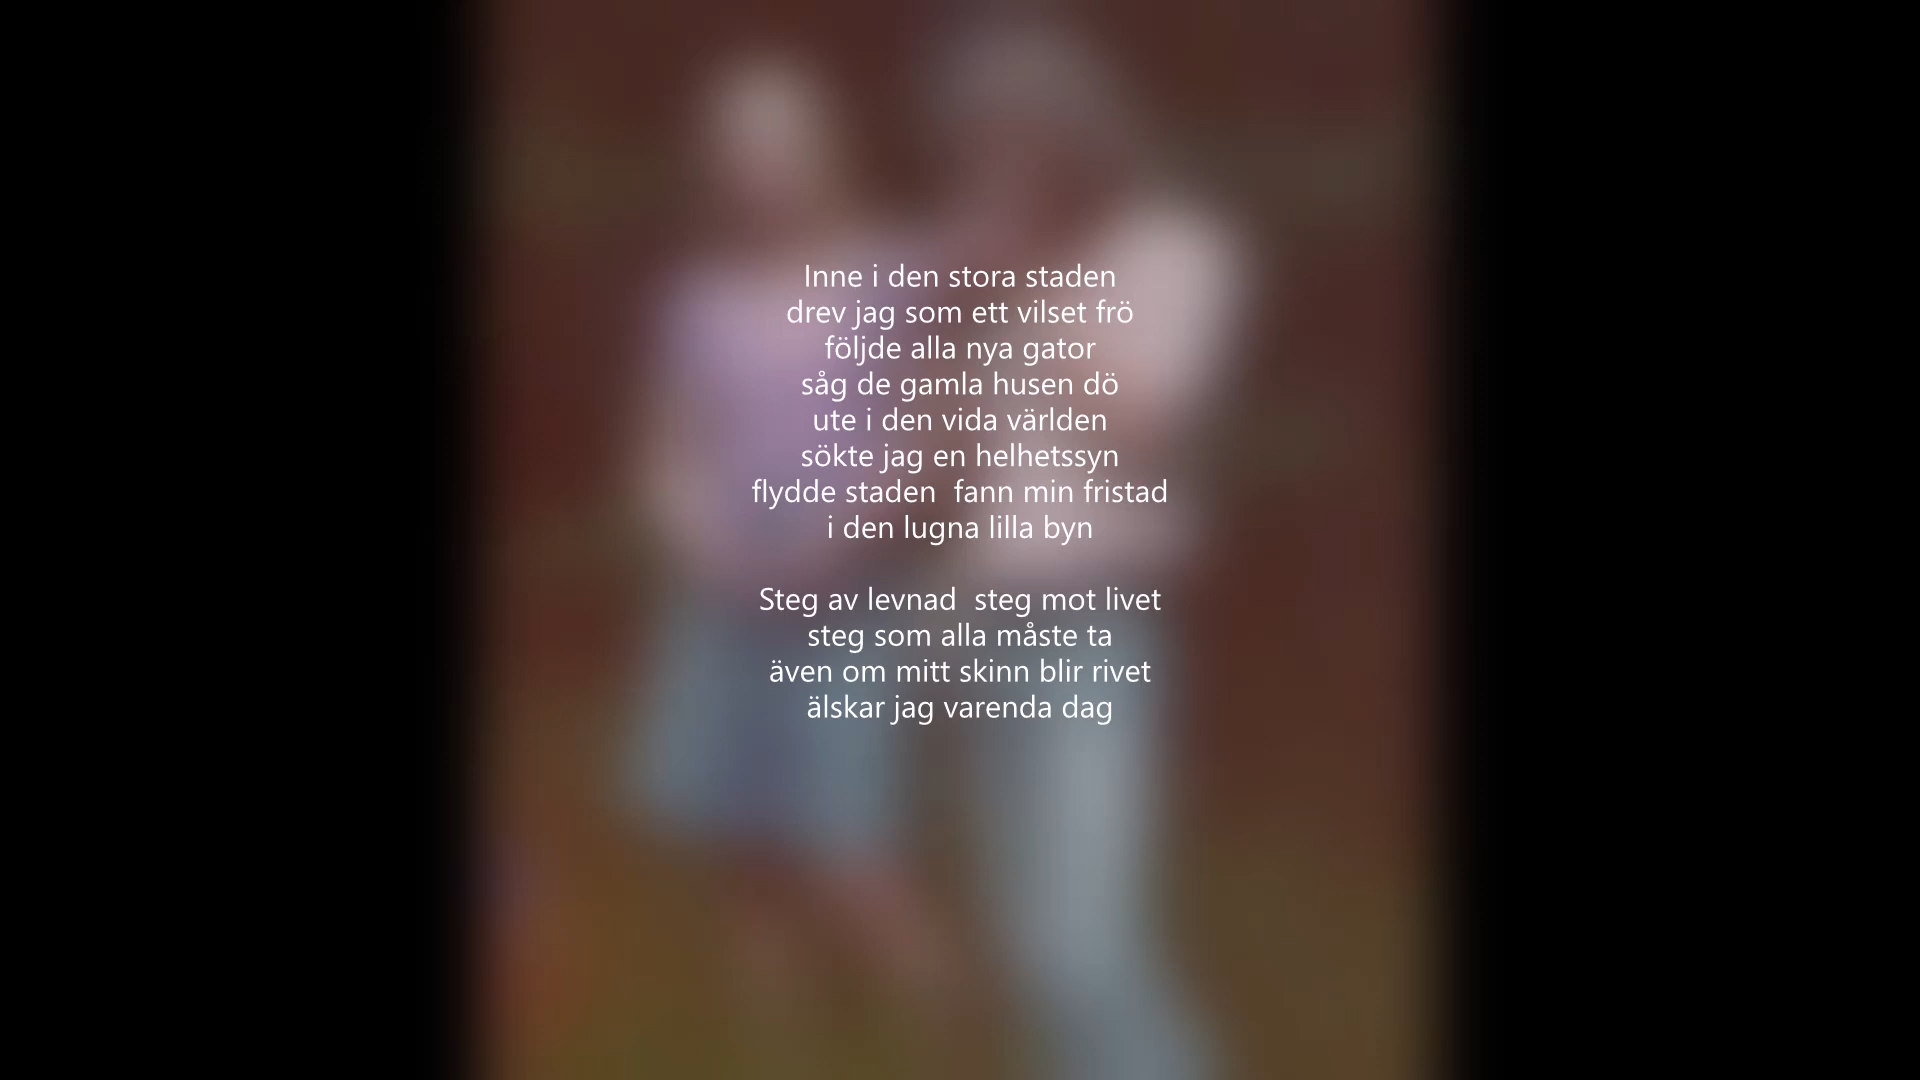 Inne i den stora staden
drev jag som ett vilset frö
följde alla nya gator
såg de gamla husen dö
ute i den vida världen
sökte jag en helhetssyn
flydde staden  fann min fristad
i den lugna lilla byn

Steg av levnad  steg mot livet
steg som alla måste ta
även om mitt skinn blir rivet
älskar jag varenda dag